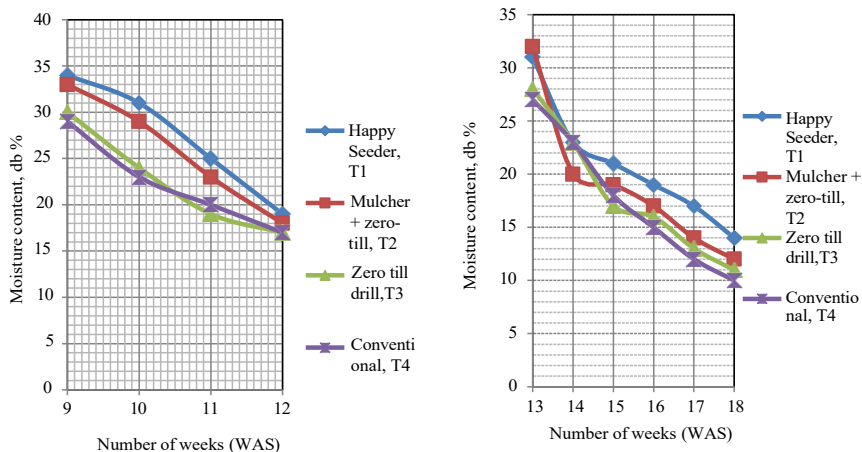 40
35
30
25
20
15
10
5
0
9 10 11 12
Moisture content, db %
Number of weeks (WAS)
Happy
Seeder,
T1
Mulcher
+ zero-
till, T2
Zero till
drill,T3
Conventi
onal, T4
35
30
25
20
15
10
5
0
13 14 15 16 17 18
Moisture content, db %
Number of weeks (WAS)
Happy
Seeder,
T1
Mulcher +
zero-till,
T2
Zero till
drill,T3
Conventio
nal, T4